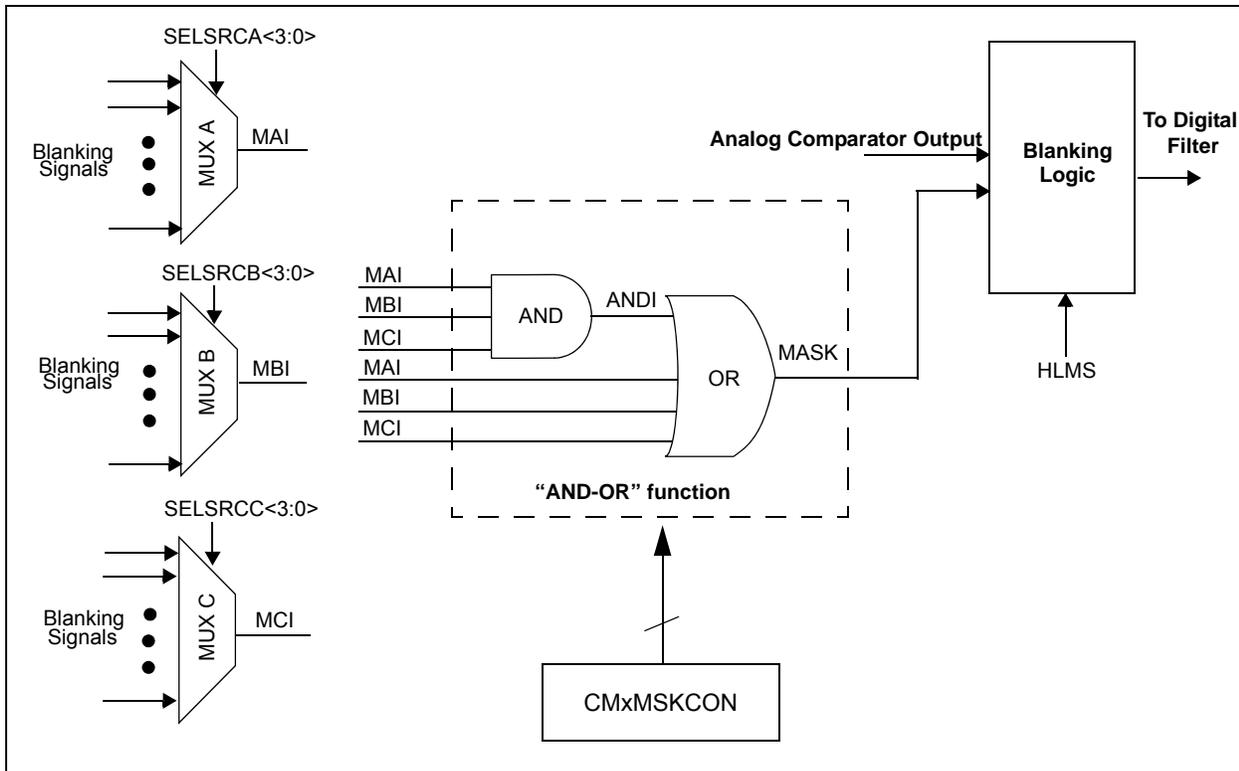 SELSRCA<3:0>
Blanking
Signals
MUX A
MAI
SELSRCB<3:0>
Blanking
Signals
MUX B
MBI
SELSRCC<3:0>
Blanking
Signals
MUX C
MCI
MAI
MBI
MCI
MAI
MBI
MCI
AND
ANDI
OR
MASK
“AND-OR” function
CMxMSKCON
Analog Comparator Output
Blanking
Logic
To Digital
Filter
HLMS